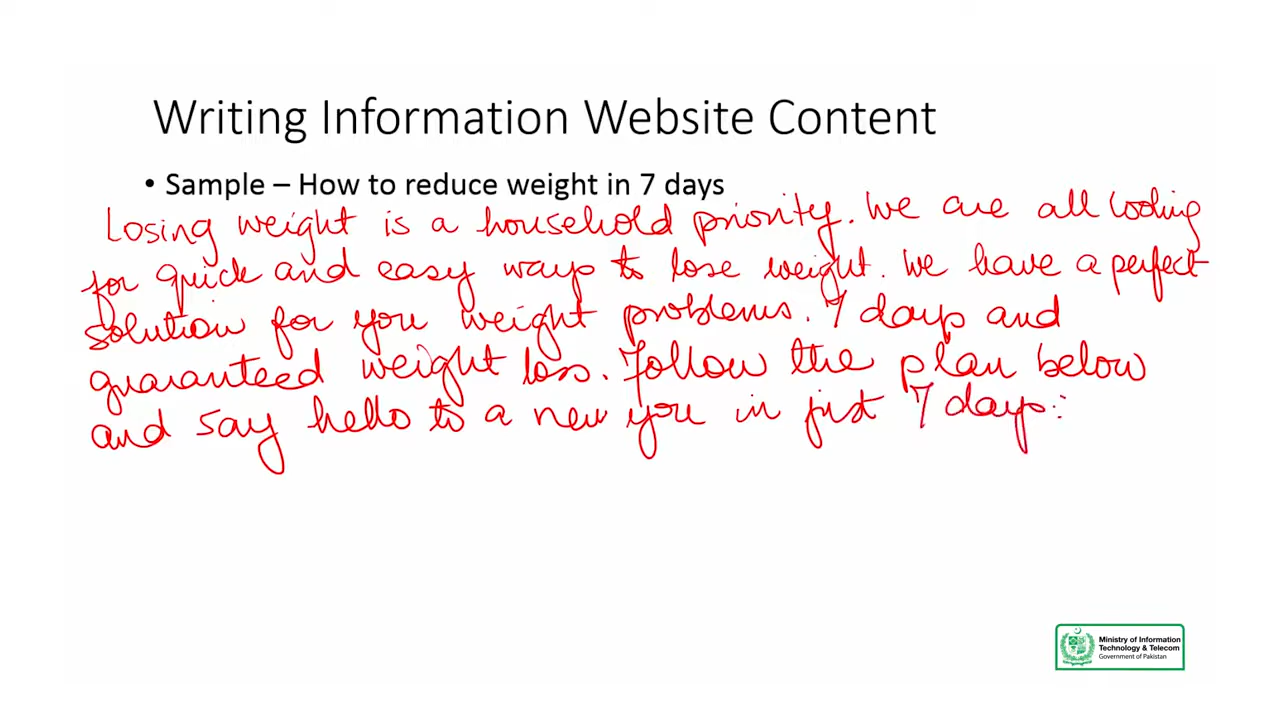 Writing Information Website Content
• Sample – How to reduce weight in 7 days
Losing weight is a household priority. We are all looking
for quick and easy ways to lose weight. We have a perfect
solution for you weight problems. 7 days and
guaranteed weight loss. Follow the plan below
and say hello to a new you in just 7 days:
Ministry of Information
Technology & Telecom
Government of Pakistan